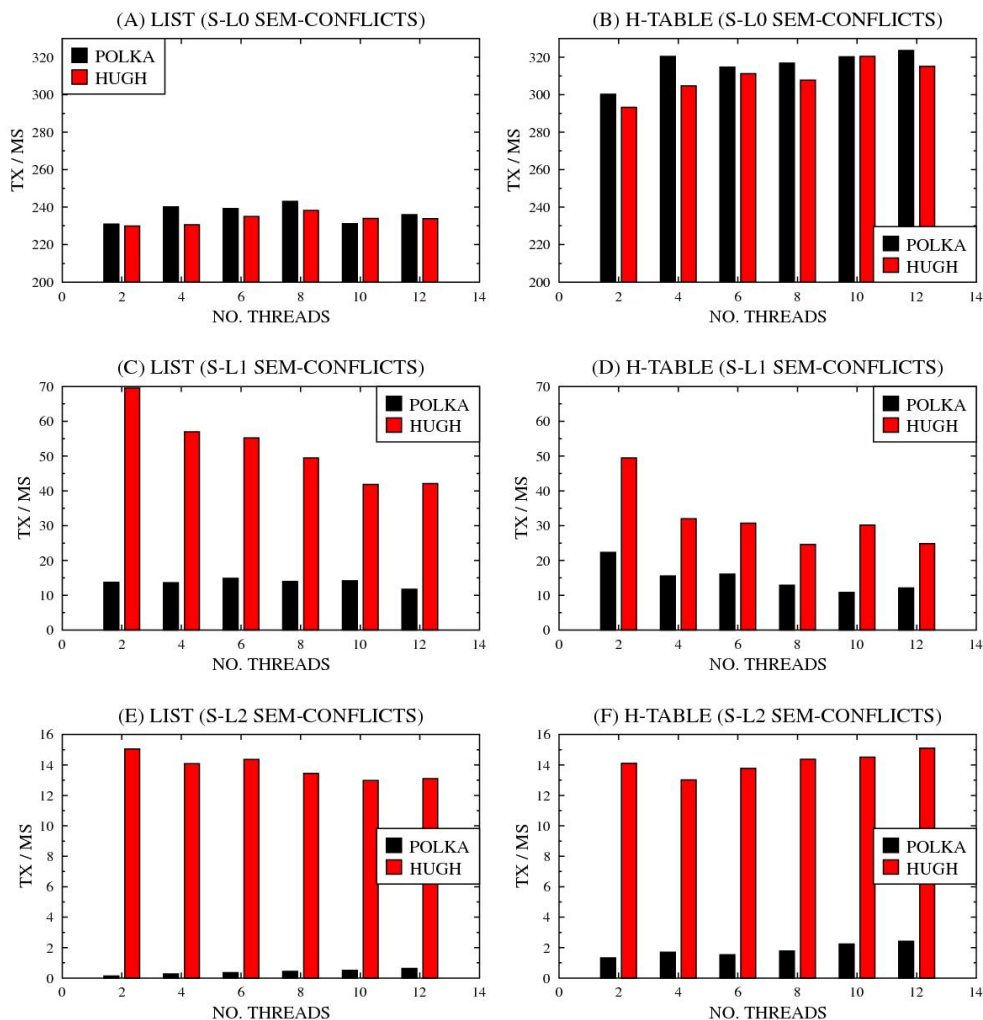 (A) LIST (S-L0 SEM-CONFLICTS)
POLKA
HUGH
TX / MS
320
300
280
260
240
220
200
0 2 4 6 8 10 12 14
NO. THREADS
(B) H-TABLE (S-L0 SEM-CONFLICTS)
TX / MS
320
300
280
260
240
220
200
POLKA
HUGH
0 2 4 6 8 10 12 14
NO. THREADS
(C) LIST (S-L1 SEM-CONFLICTS)
POLKA
HUGH
TX / MS
70
60
50
40
30
20
10
0
0 2 4 6 8 10 12 14
NO. THREADS
(D) H-TABLE (S-L1 SEM-CONFLICTS)
POLKA
HUGH
TX / MS
70
60
50
40
30
20
10
0
0 2 4 6 8 10 12 14
NO. THREADS
(E) LIST (S-L2 SEM-CONFLICTS)
TX / MS
16
14
12
10
8
6
4
2
0
POLKA
HUGH
0 2 4 6 8 10 12 14
NO. THREADS
(F) H-TABLE (S-L2 SEM-CONFLICTS)
TX / MS
16
14
12
10
8
6
4
2
0
POLKA
HUGH
0 2 4 6 8 10 12 14
NO. THREADS